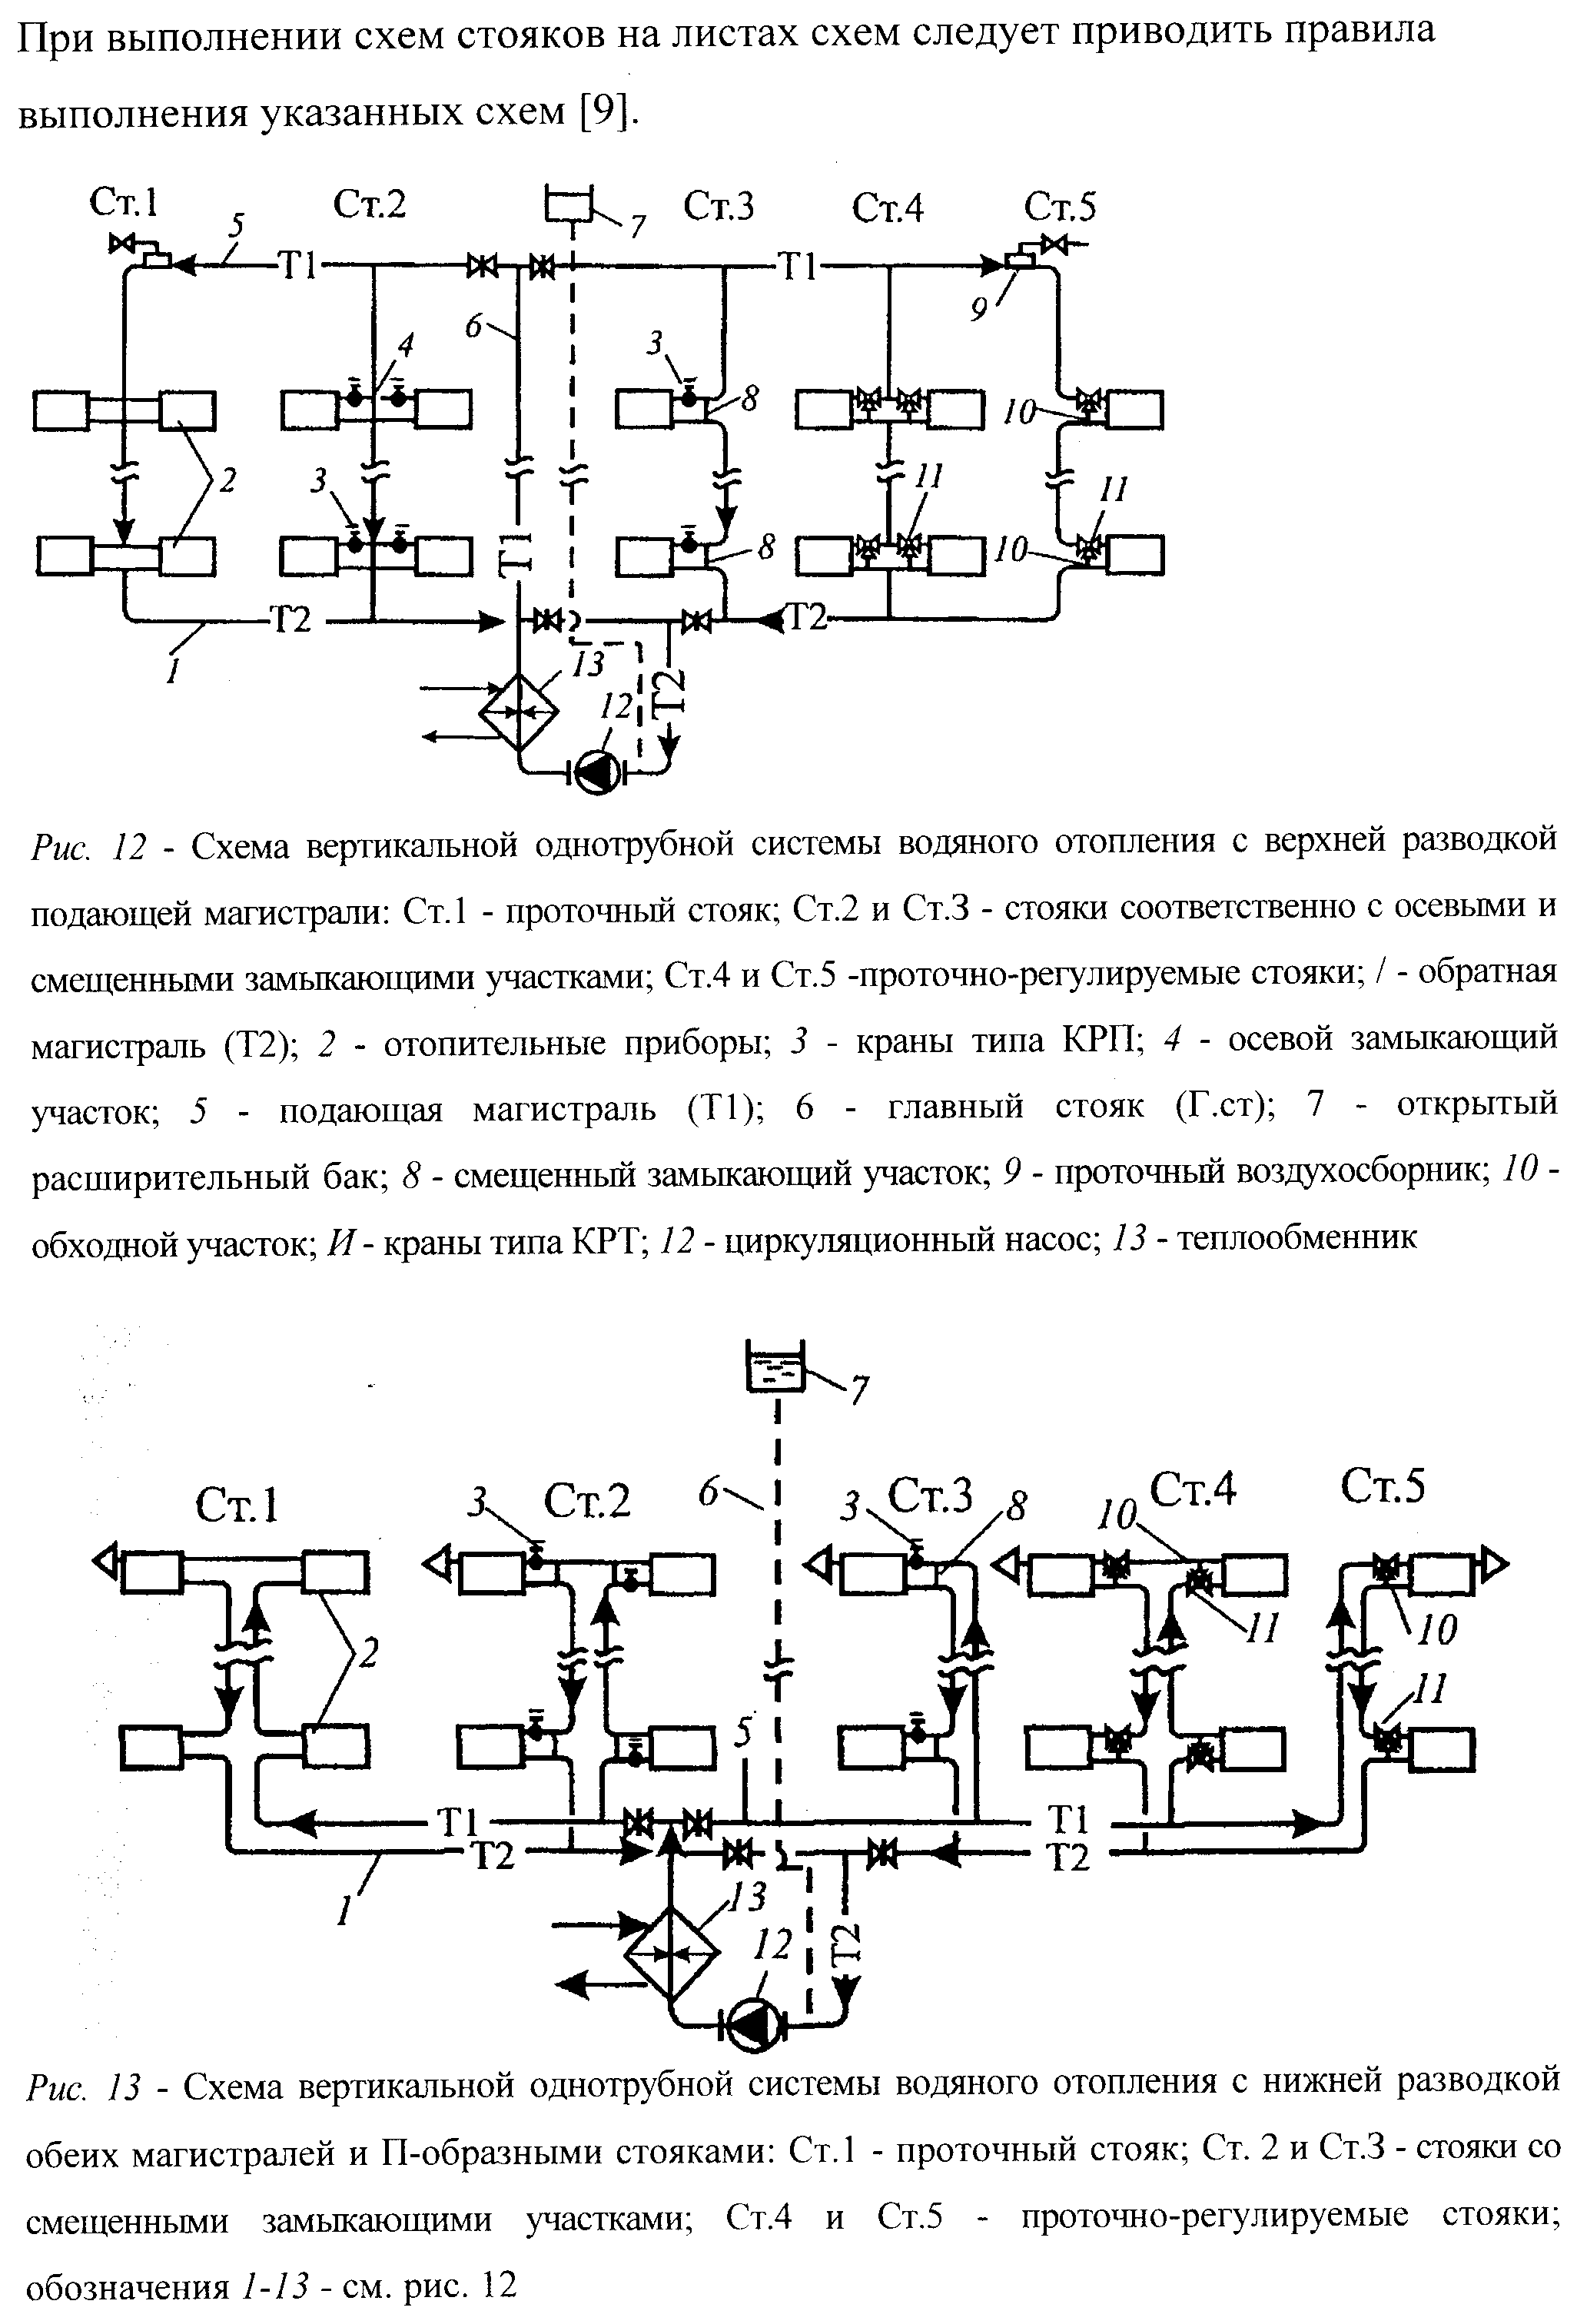 При выполнении схем стояков на листах схем следует приводить правила
выполнения указанных схем [9].
Ст.1
Ст.2
Ст.3
Ст.4
Ст.5
5
7
T1
T1
9
6
4
3
8
10
2
3
11
11
T1
8
10
T2
T2
1
13
12
T2
Рис. 12 - Схема вертикальной однотрубной системы водяного отопления с верхней разводкой
подающей магистрали: Ст.1 - проточный стояк; Ст.2 и Ст.3 - стояки соответственно с осевыми и
смещенными замыкающими участками; Ст.4 и Ст.5 -проточно-регулируемые стояки; / - обратная
магистраль (Т2); 2 - отопительные приборы; 3 - краны типа КРП; 4 - осевой замыкающий
участок; 5 - подающая магистраль (Т1); 6 - главный стояк (Г.ст); 7 - открытый
расширительный бак; 8 - смещенный замыкающий участок; 9 - проточный воздухосборник; 10 -
обходной участок; И - краны типа КРТ; 12 - циркуляционный насос; 13 - теплообменник
7
Ст.1
3
Ст.2
6
3
Ст.3
8
10
Ст.4
Ст.5
2
11
10
11
5
T1
T1
T2
T2
1
13
12
T2
Рис. 13 - Схема вертикальной однотрубной системы водяного отопления с нижней разводкой
обеих магистралей и П-образными стояками: Ст.1 - проточный стояк; Ст. 2 и Ст.3 - стояки со
смещенными замыкающими участками; Ст.4 и Ст.5 - проточно-регулируемые стояки;
обозначения 1-13 - см. рис. 12